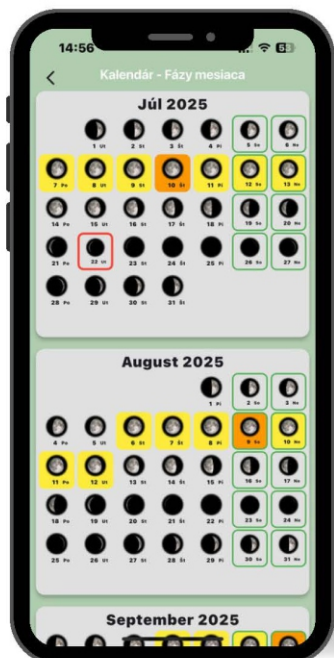 14:56
Kalendár - Fázy mesiaca
Júl 2025
1 Ut 2 St 3 Št 4 Pi 5 So 6 Ne
7 Po 8 Ut 9 St 10 Št 11 Pi 12 So 13 Ne
14 Po 15 Ut 16 St 17 Št 18 Pi 19 So 20 Ne
21 Po 22 Ut 23 St 24 Št 25 Pi 26 So 27 Ne
28 Po 29 Ut 30 St 31 Št
August 2025
1 Pi 2 So 3 Ne
4 Po 5 Ut 6 St 7 Št 8 Pi 9 So 10 Ne
11 Po 12 Ut 13 St 14 Št 15 Pi 16 So 17 Ne
18 Po 19 Ut 20 St 21 Št 22 Pi 23 So 24 Ne
25 Po 26 Ut 27 St 28 Št 29 Pi 30 So 31 Ne
September 2025